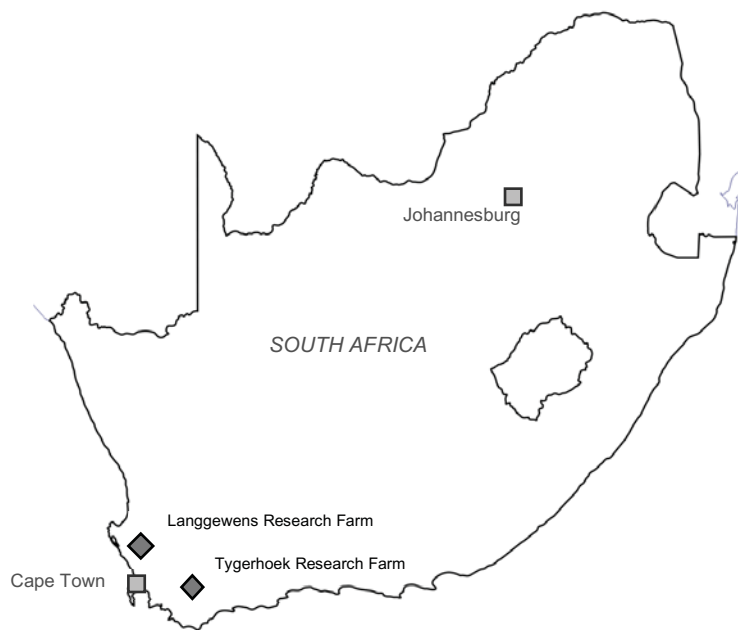 Johannesburg
SOUTH AFRICA
Langgewens Research Farm
Tygerhoek Research Farm
Cape Town